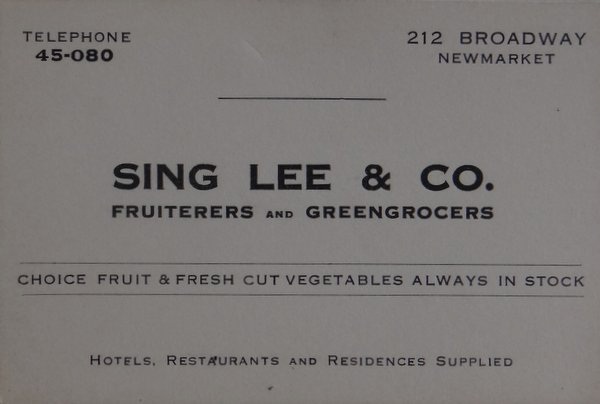 TELEPHONE
45-080
212 BROADWAY
NEWMARKET
SING LEE & CO.
FRUITERERS AND GREENGROCERS
CHOICE FRUIT & FRESH CUT VEGETABLES ALWAYS IN STOCK
HOTELS, RESTAURANTS AND RESIDENCES SUPPLIED